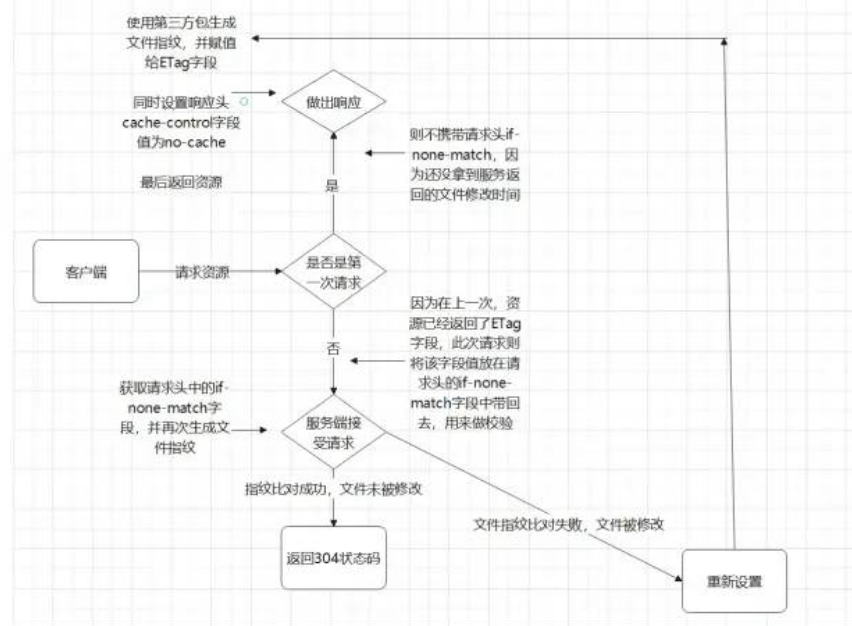 使用第三方包生成
文件指纹，并赋值
给ETag字段
同时设置响应头
cache-control字段
值为no-cache
最后返回资源
做出响应
则不携带请求头if-
none-match，因
为还没拿到服务返
回的文件修改时间
是
客户端
请求资源
是否是第
一次请求
因为在上一次，资
源已经返回了ETag
字段，此次请求则
将该字段值放在请
求头的if-none-
match字段中带回
去，用来做校验
否
获取请求头中的if-
none-match字
段，并再次生成文
件指纹
服务端接
受请求
指纹比对成功，文件未被修改
文件指纹比对失败，文件被修改
返回304状态码
重新设置